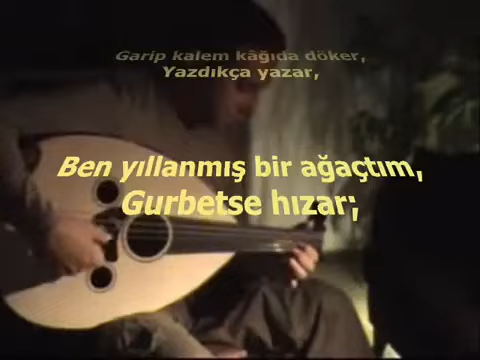 Garip kalem kâğıda döker,
Yazdıkça yazar,
Ben yıllanmış bir ağaçtım,
Gurbetse hızar;